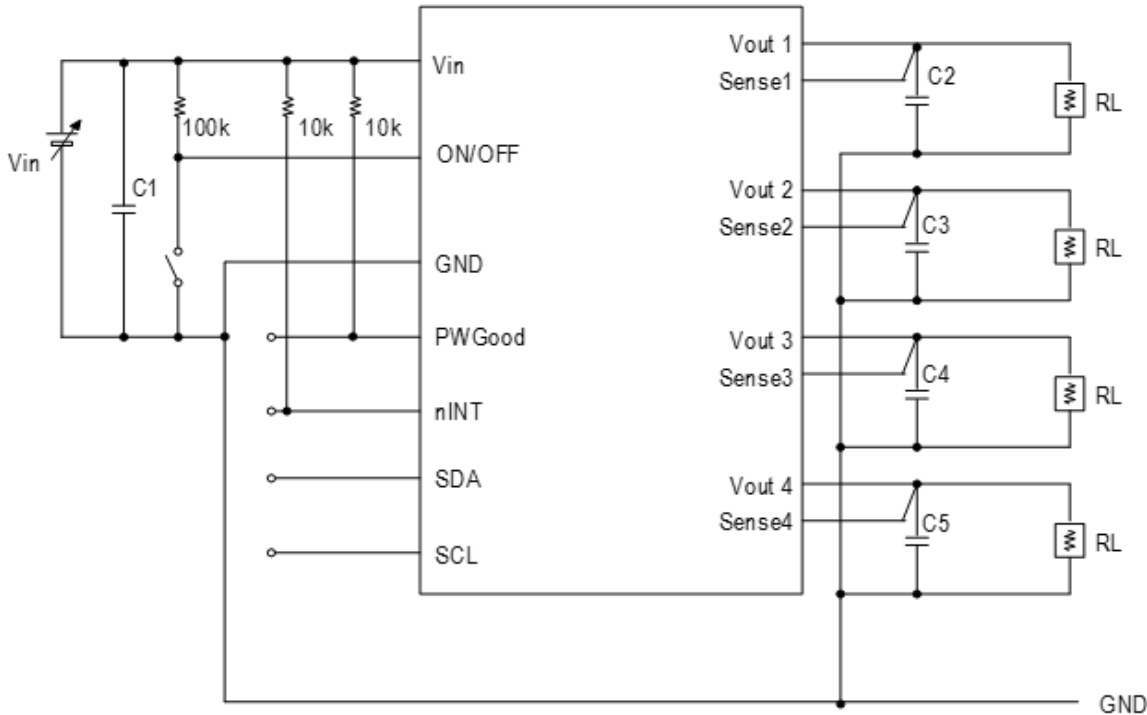 Vin
100k
10k
10k
C1
Vin
ON/OFF
GND
PWGood
nINT
SDA
SCL
Vout 1
Sense1
C2
RL
Vout 2
Sense2
C3
RL
Vout 3
Sense3
C4
RL
Vout 4
Sense4
C5
RL
GND